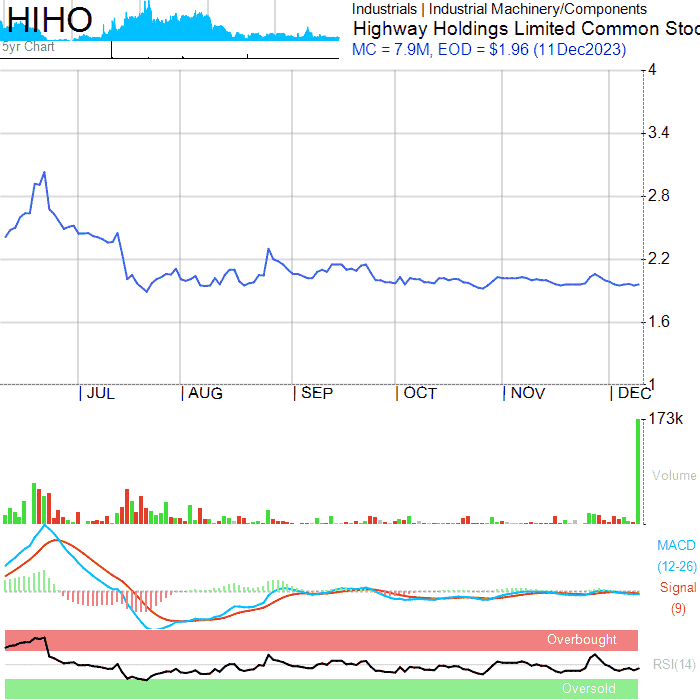 HIHO
5yr Chart
Industrials | Industrial Machinery/Components
Highway Holdings Limited Common Stoc
MC = 7.9M, EOD = $1.96 (11Dec2023)
4
3.4
2.8
2.2
1.6
1
JUL AUG SEP OCT NOV DEC
173k
Volume
MACD
(12-26)
Signal
(9)
Overbought
RSI(14)
Oversold